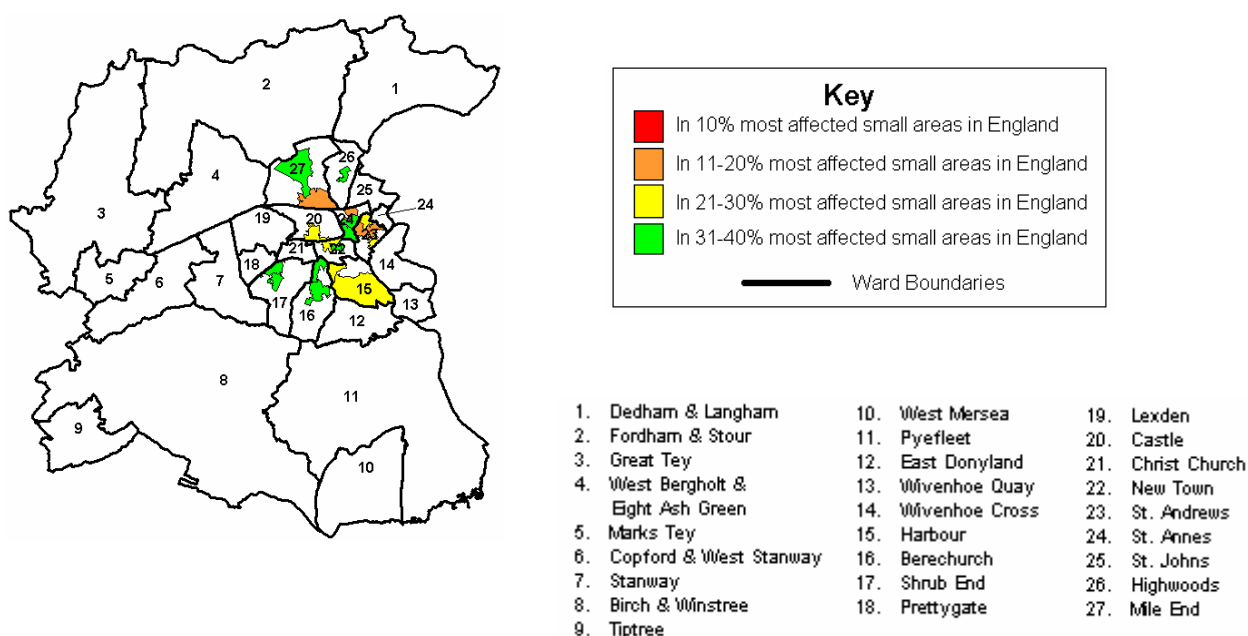 2
1
26
27
25
4
24
3
19
20
24
23
21
22
14
18
5
6
7
15
17
16
13
12
8
11
9
10
Key
In 10% most affected small areas in England
In 11-20% most affected small areas in England
In 21-30% most affected small areas in England
In 31-40% most affected small areas in England
Ward Boundaries
1. Dedham & Langham
2. Fordham & Stour
3. Great Tey
4. West Bergholt &
Eight Ash Green
5. Marks Tey
6. Copford & West Stanway
7. Stanway
8. Birch & Winstree
9. Tiptree
10. West Mersea
11. Pyefleet
12. East Donyland
13. Wivenhoe Quay
14. Wivenhoe Cross
15. Harbour
16. Berechurch
17. Shrub End
18. Prettygate
19. Lexden
20. Castle
21. Christ Church
22. New Town
23. St. Andrews
24. St. Annes
25. St. Johns
26. Highwoods
27. Mile End